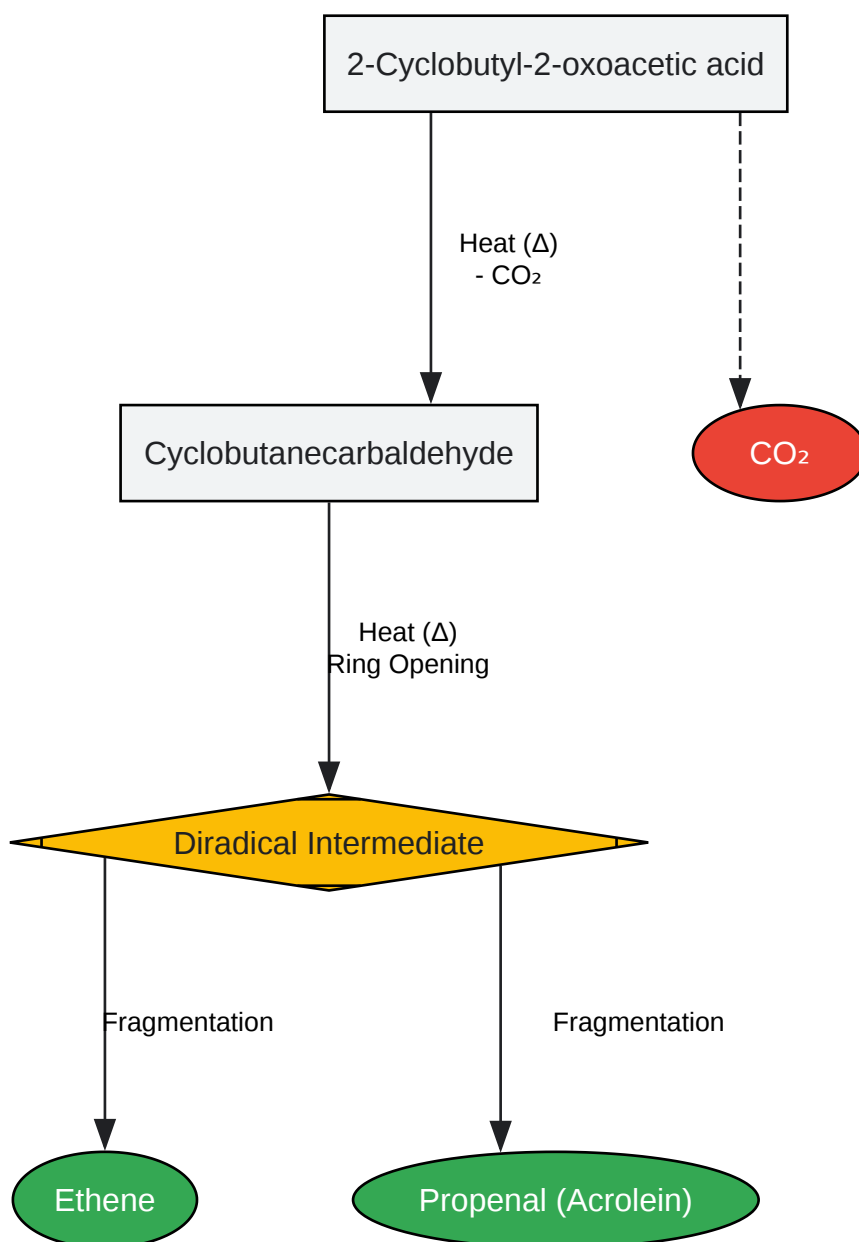 2-Cyclobutyl-2-oxoacetic acid
Heat (Δ)
- CO₂
Cyclobutanecarbaldehyde
CO₂
Heat (Δ)
Ring Opening
Diradical Intermediate
Fragmentation
Fragmentation
Ethene
Propenal (Acrolein)